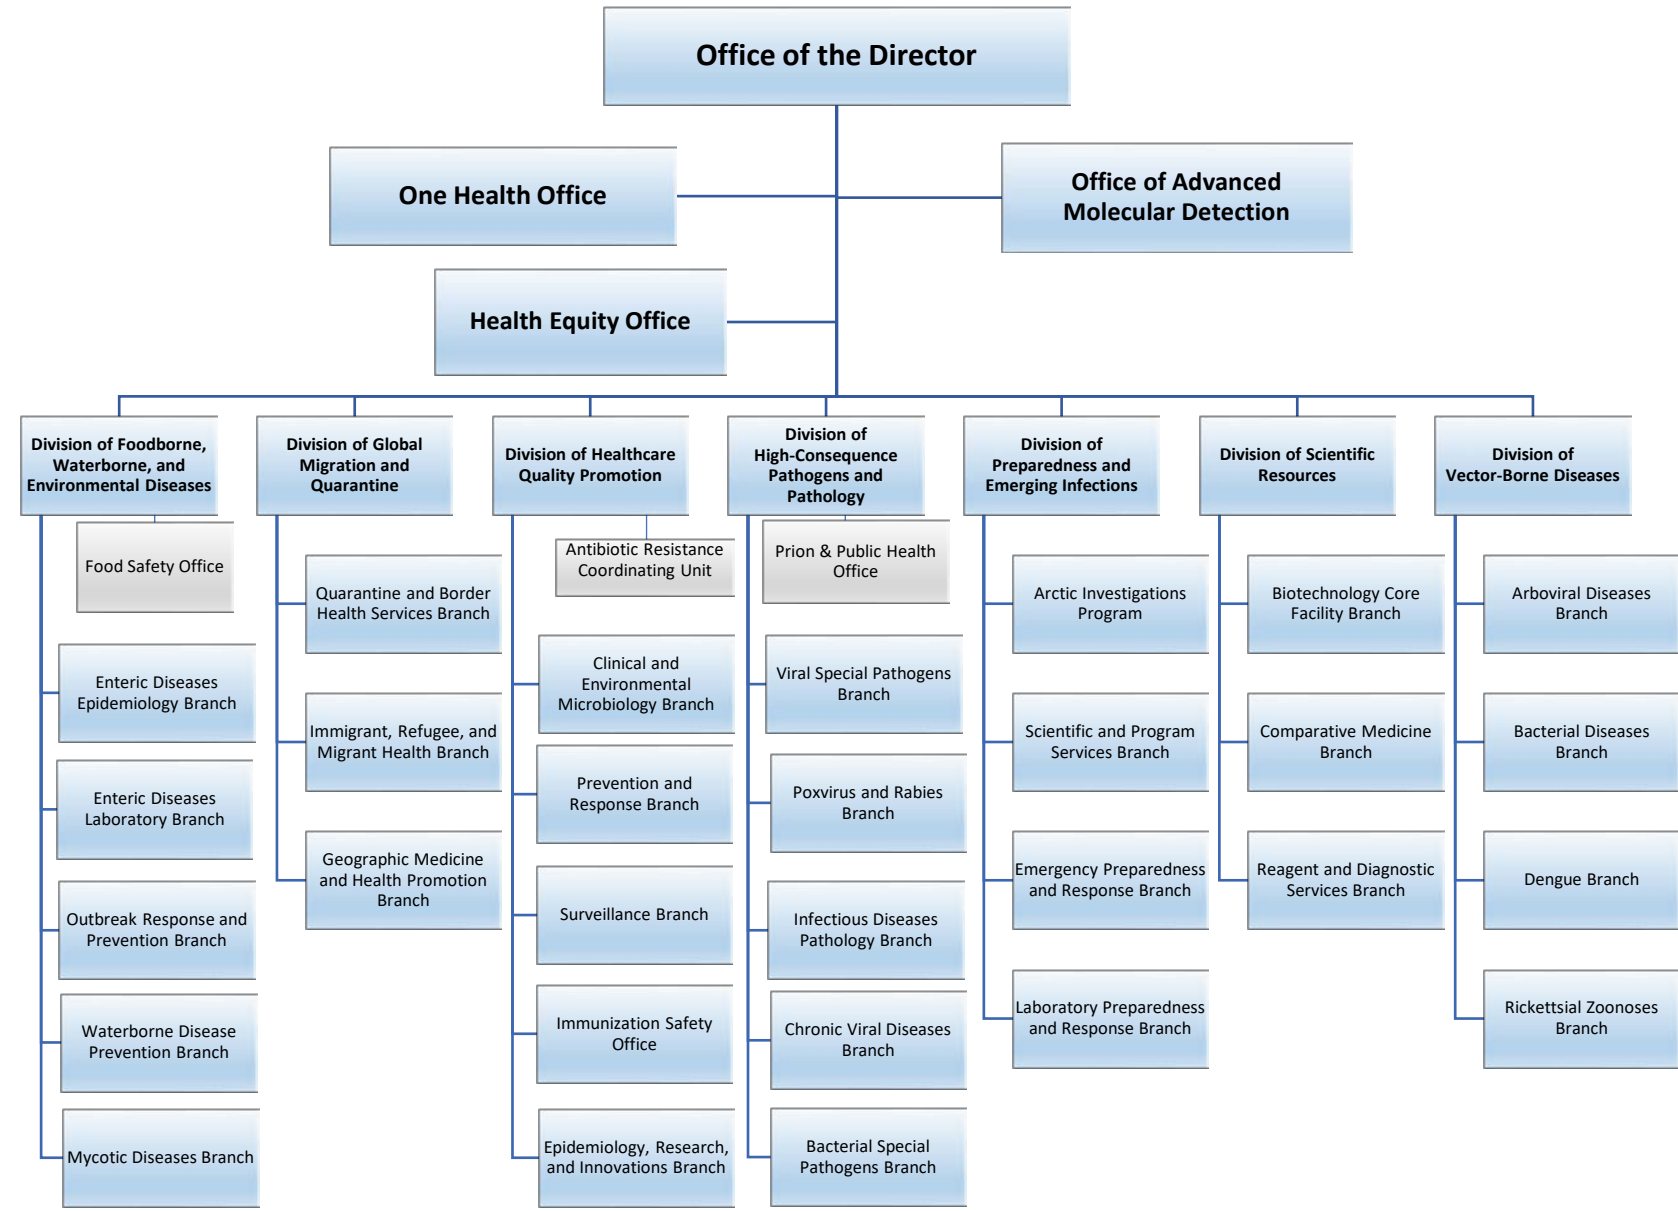 Office of the Director
One Health Office
Office of Advanced
Molecular Detection
Health Equity Office
Division of Foodborne,
Waterborne, and
Environmental Diseases
Food Safety Office
Enteric Diseases
Epidemiology Branch
Enteric Diseases
Laboratory Branch
Outbreak Response and
Prevention Branch
Waterborne Disease
Prevention Branch
Mycotic Diseases Branch
Division of Global
Migration and
Quarantine
Quarantine and Border
Health Services Branch
Immigrant, Refugee, and
Migrant Health Branch
Geographic Medicine
and Health Promotion
Branch
Division of Healthcare
Quality Promotion
Antibiotic Resistance
Coordinating Unit
Clinical and
Environmental
Microbiology Branch
Prevention and
Response Branch
Surveillance Branch
Immunization Safety
Office
Epidemiology, Research,
and Innovations Branch
Division of
High-Consequence
Pathogens and
Pathology
Prion & Public Health
Office
Viral Special Pathogens
Branch
Poxvirus and Rabies
Branch
Infectious Diseases
Pathology Branch
Chronic Viral Diseases
Branch
Bacterial Special
Pathogens Branch
Division of
Preparedness and
Emerging Infections
Arctic Investigations
Program
Scientific and Program
Services Branch
Emergency Preparedness
and Response Branch
Laboratory Preparedness
and Response Branch
Division of Scientific
Resources
Biotechnology Core
Facility Branch
Comparative Medicine
Branch
Reagent and Diagnostic
Services Branch
Division of
Vector-Borne Diseases
Arboviral Diseases
Branch
Bacterial Diseases
Branch
Dengue Branch
Rickettsial Zoonoses
Branch